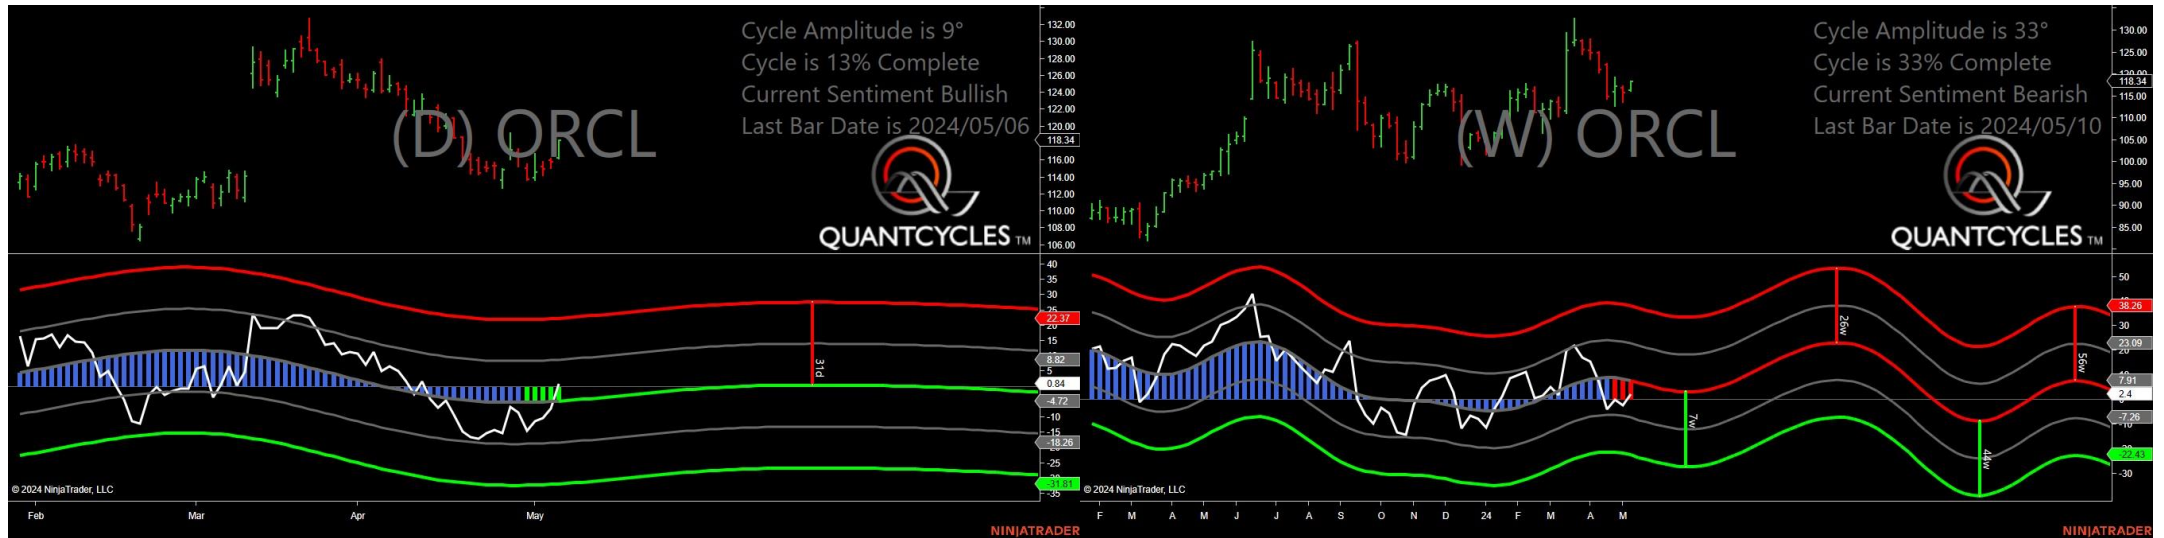 Cycle Amplitude is 9°
Cycle is 13% Complete
Current Sentiment Bullish
Last Bar Date is 2024/05/06
(D) ORCL
QUANTCYCLES TM
132.00
130.00
128.00
126.00
124.00
122.00
120.00
118.34
116.00
114.00
112.00
110.00
108.00
106.00
40
35
30
25
22.37
20
15
8.82
5
0.84
-4.72
-10
-15
-18.26
-25
-31.81
-35
31d
© 2024 NinjaTrader, LLC
Feb Mar Apr May
NINJATRADER
Cycle Amplitude is 33°
Cycle is 33% Complete
Current Sentiment Bearish
Last Bar Date is 2024/05/10
(W) ORCL
QUANTCYCLES TM
130.00
125.00
120.00
118.34
115.00
110.00
105.00
100.00
95.00
90.00
85.00
50
38.26
30
23.09
7.91
2.4
-7.26
-10
-22.43
-30
26w
56w
7w
44w
© 2024 NinjaTrader, LLC
F M A M J J A S O N D 24 F M A M
NINJATRADER